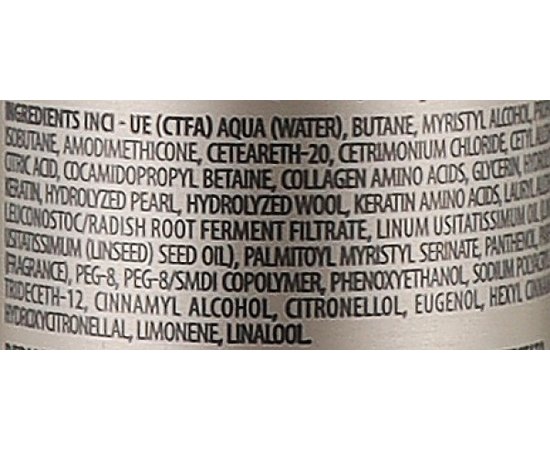 INGREDIENTS INCI - UE (CTFA) AQUA (WATER), BUTANE, MYRISTYL ALCOHOL,
ISOBUTANE, AMODIMETHICONE, CETEARETH-20, CETRIMONIUM CHLORIDE, CETYL
CITRIC ACID, COCAMIDOPROPYL BETAINE, COLLAGEN AMINO ACIDS, GLYCERIN,
KERATIN, HYDROLYZED PEARL, HYDROLYZED WOOL, KERATIN AMINO ACIDS,
LEUCONOSTOC/RADISH ROOT FERMENT FILTRATE, LINUM USITATISSIMUM OIL
USITATISSIMUM (LINSEED) SEED OIL), PALMITOYL MYRISTYL SERINATE, PANTHENOL,
(FRAGRANCE), PEG-8, PEG-8/SMDI COPOLYMER, PHENOXYETHANOL, SODIUM
TRIDECETH-12, CINNAMYL ALCOHOL, CITRONELLOL, EUGENOL, HEXYL
HYDROXYCITRONELLAL, LIMONENE, LINALOOL.